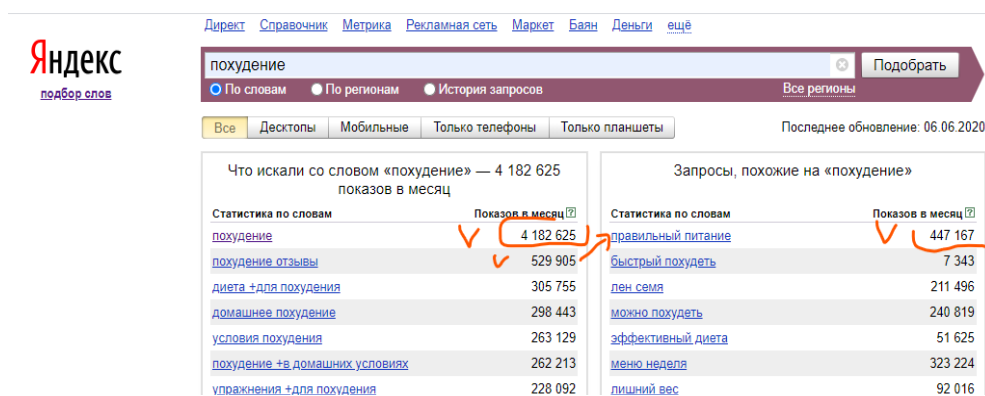 Директ Справочник Метрика Рекламная сеть Маркет Баян Деньги ещё
Яндекс
подбор слов
похудение
Подобрать
По словам По регионам История запросов Все регионы
Все Десктопы Мобильные Только телефоны Только планшеты Последнее обновление: 06.06.2020
Что искали со словом «похудение» — 4 182 625
показов в месяц
Статистика по словам Показов в месяц ?
похудение 4 182 625
похудение отзывы 529 905
диета +для похудения 305 755
домашнее похудение 298 443
условия похудения 263 129
похудение +в домашних условиях 262 213
упражнения +для похудения 228 092
Запросы, похожие на «похудение»
Статистика по словам Показов в месяц ?
правильный питание 447 167
быстрый похудеть 7 343
лен семя 211 496
можно похудеть 240 819
эффективный диета 51 625
меню неделя 323 224
лишний вес 92 016